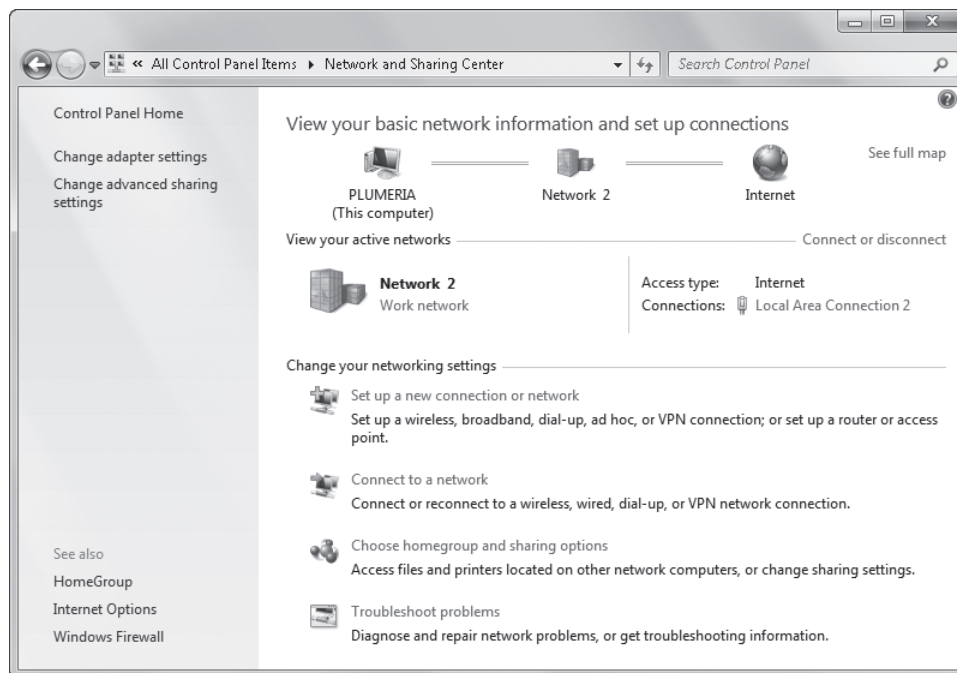 « All Control Panel Items ▸ Network and Sharing Center
Search Control Panel
Control Panel Home
Change adapter settings
Change advanced sharing
settings
See also
HomeGroup
Internet Options
Windows Firewall
View your basic network information and set up connections
See full map
PLUMERIA
(This computer)
Network 2
Internet
View your active networks
Connect or disconnect
Network 2
Work network
Access type: Internet
Connections: Local Area Connection 2
Change your networking settings
Set up a new connection or network
Set up a wireless, broadband, dial-up, ad hoc, or VPN connection; or set up a router or access
point.
Connect to a network
Connect or reconnect to a wireless, wired, dial-up, or VPN network connection.
Choose homegroup and sharing options
Access files and printers located on other network computers, or change sharing settings.
Troubleshoot problems
Diagnose and repair network problems, or get troubleshooting information.